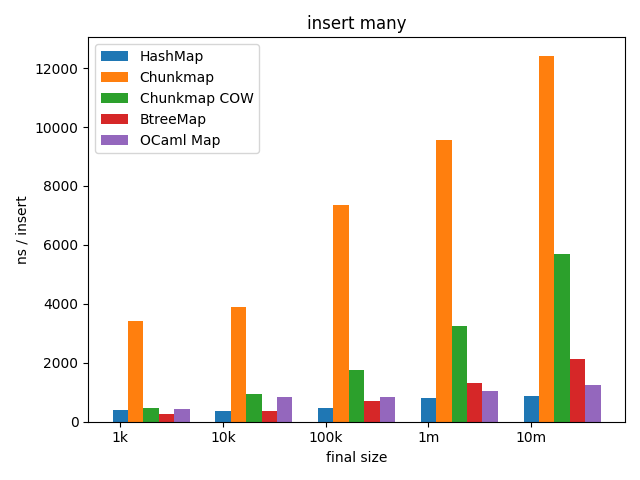 insert many
HashMap
Chunkmap
Chunkmap COW
BtreeMap
OCaml Map
12000
10000
8000
6000
4000
2000
0
ns / insert
1k 10k 100k 1m 10m
final size